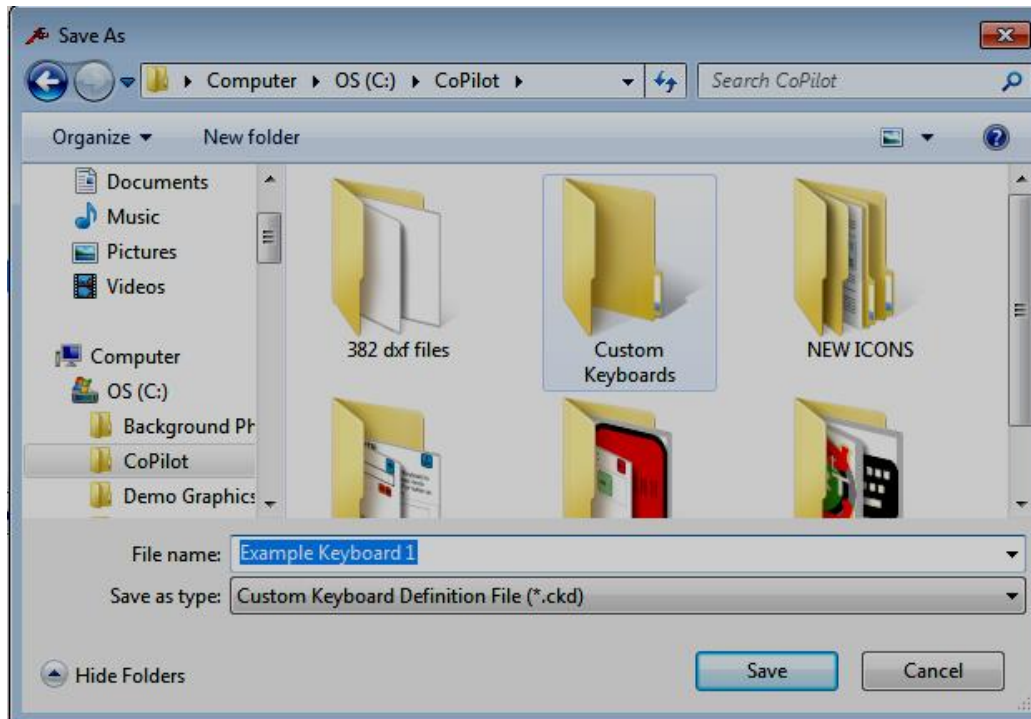 Save As
Computer ▸ OS (C:) ▸ CoPilot ▸
Search CoPilot
Organize
New folder
Documents
Music
Pictures
Videos
Computer
OS (C:)
Background Ph
CoPilot
Demo Graphics
382 dxf files
Custom
Keyboards
NEW ICONS
File name: Example Keyboard 1
Save as type: Custom Keyboard Definition File (*.ckd)
Hide Folders
Save
Cancel